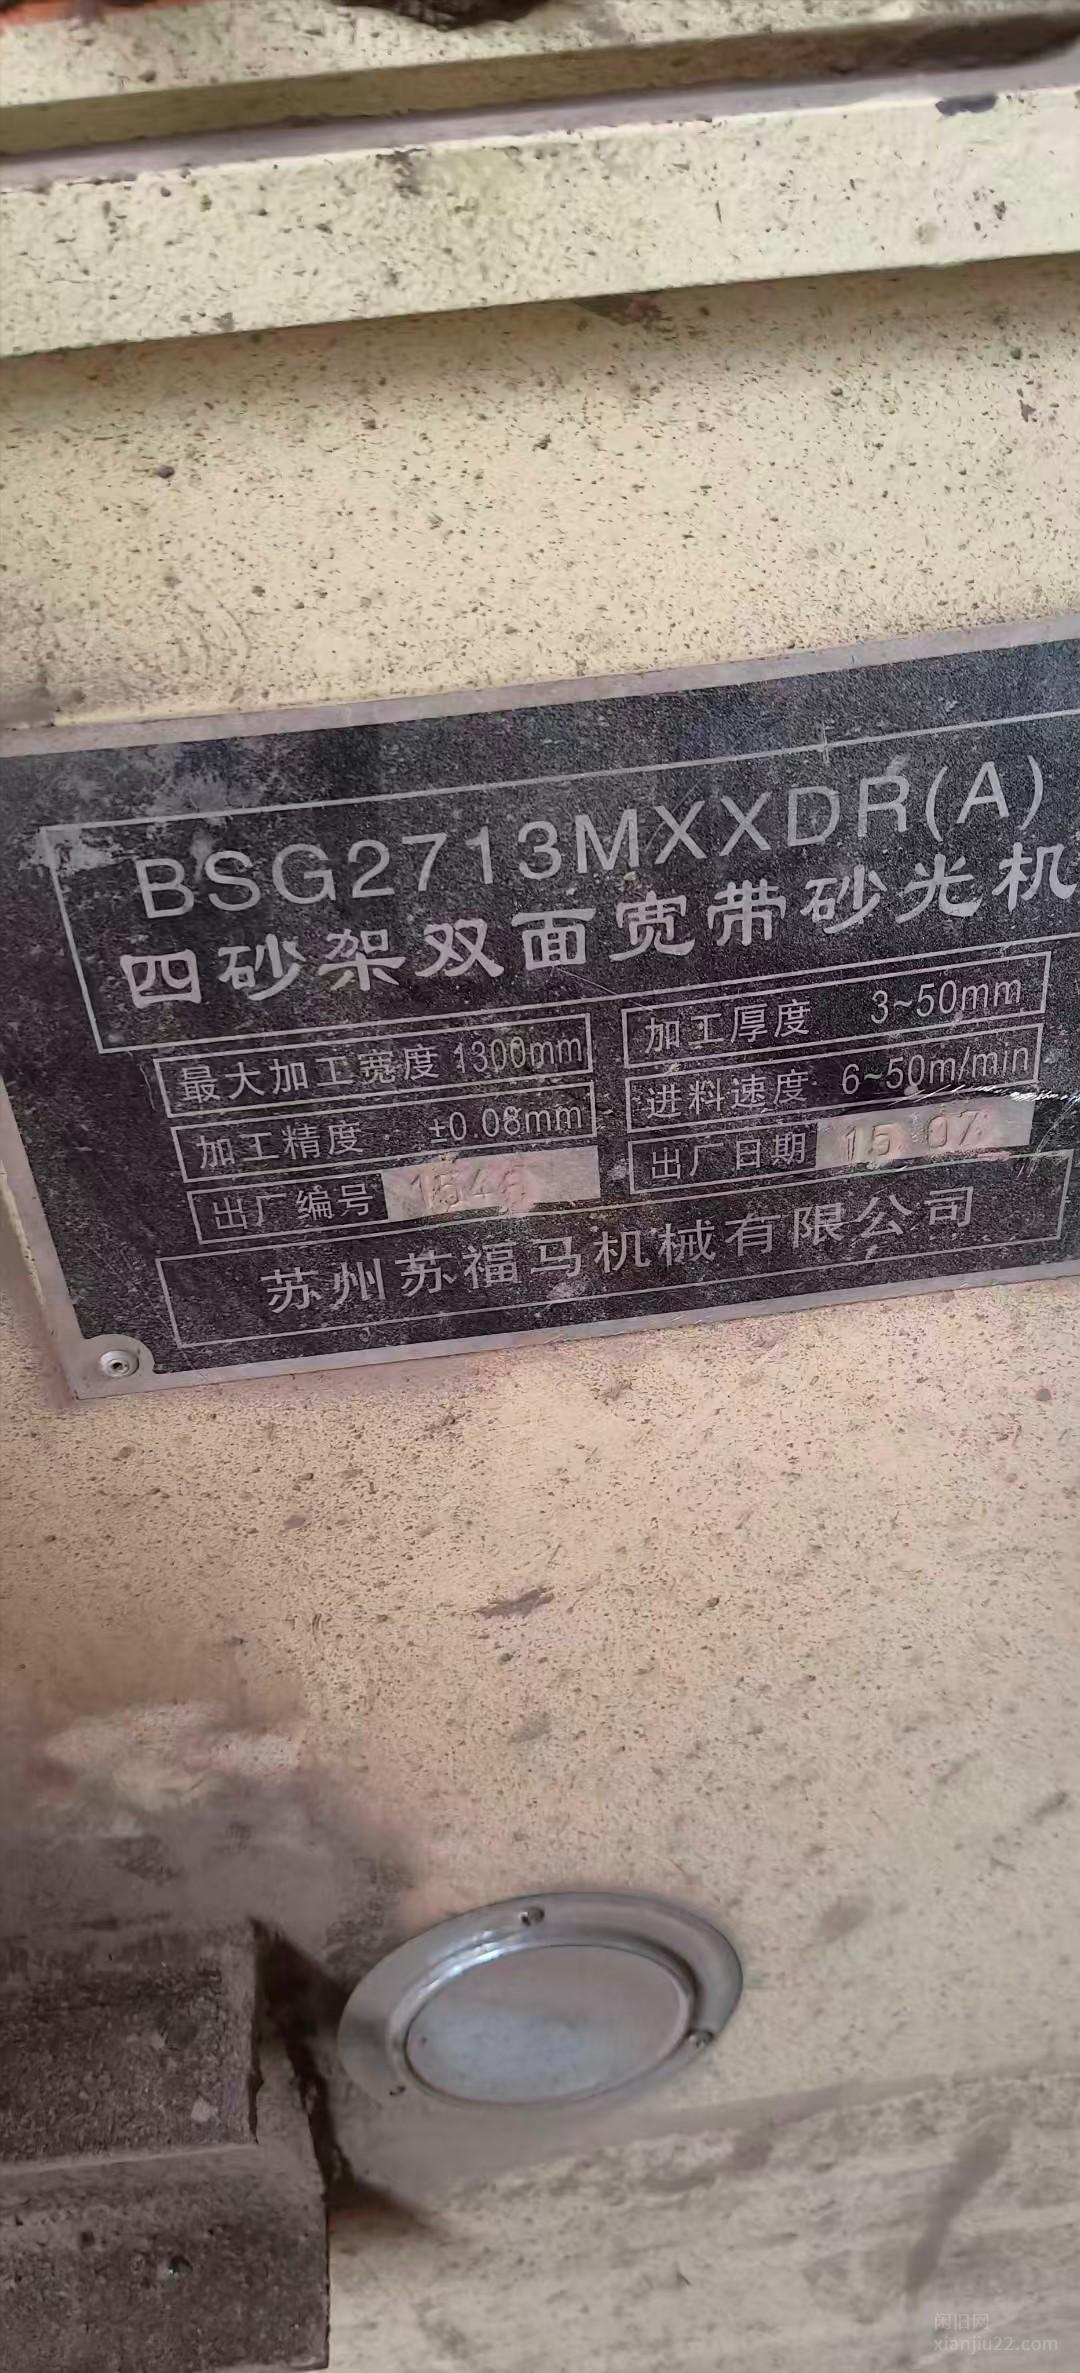 BSG2713MXXDR(A)
四砂架双面宽带砂光机
最大加工宽度 1300mm 加工厚度 3~50mm
加工精度 ±0.08mm 进料速度 6~50m/min
出厂编号 出厂日期 15.07
苏州苏福马机械有限公司
闲旧网
xianjiu22.com